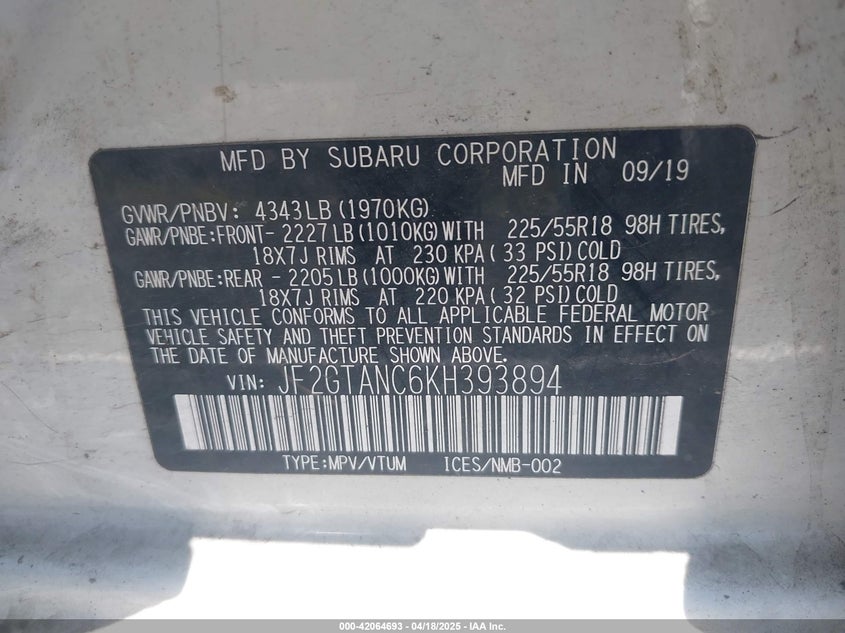 MFD BY SUBARU CORPORATION
MFD IN 09/19
GVWR/PNBV: 4343LB (1970KG)
GAWR/PNBE:FRONT- 2227LB (1010KG) WITH 225/55R18 98H TIRES,
18X7J RIMS AT 230 KPA ( 33 PSI) COLD
GAWR/PNBE:REAR - 2205LB (1000KG) WITH 225/55R18 98H TIRES,
18X7J RIMS AT 220 KPA ( 32 PSI) COLD
THIS VEHICLE CONFORMS TO ALL APPLICABLE FEDERAL MOTOR
VEHICLE SAFETY AND THEFT PREVENTION STANDARDS IN EFFECT ON
THE DATE OF MANUFACTURE SHOWN ABOVE.
VIN: JF2GTANC6KH393894
TYPE:MPV/VTUM ICES/NMB-002
000-42064693 - 04/18/2025 - IAA Inc.